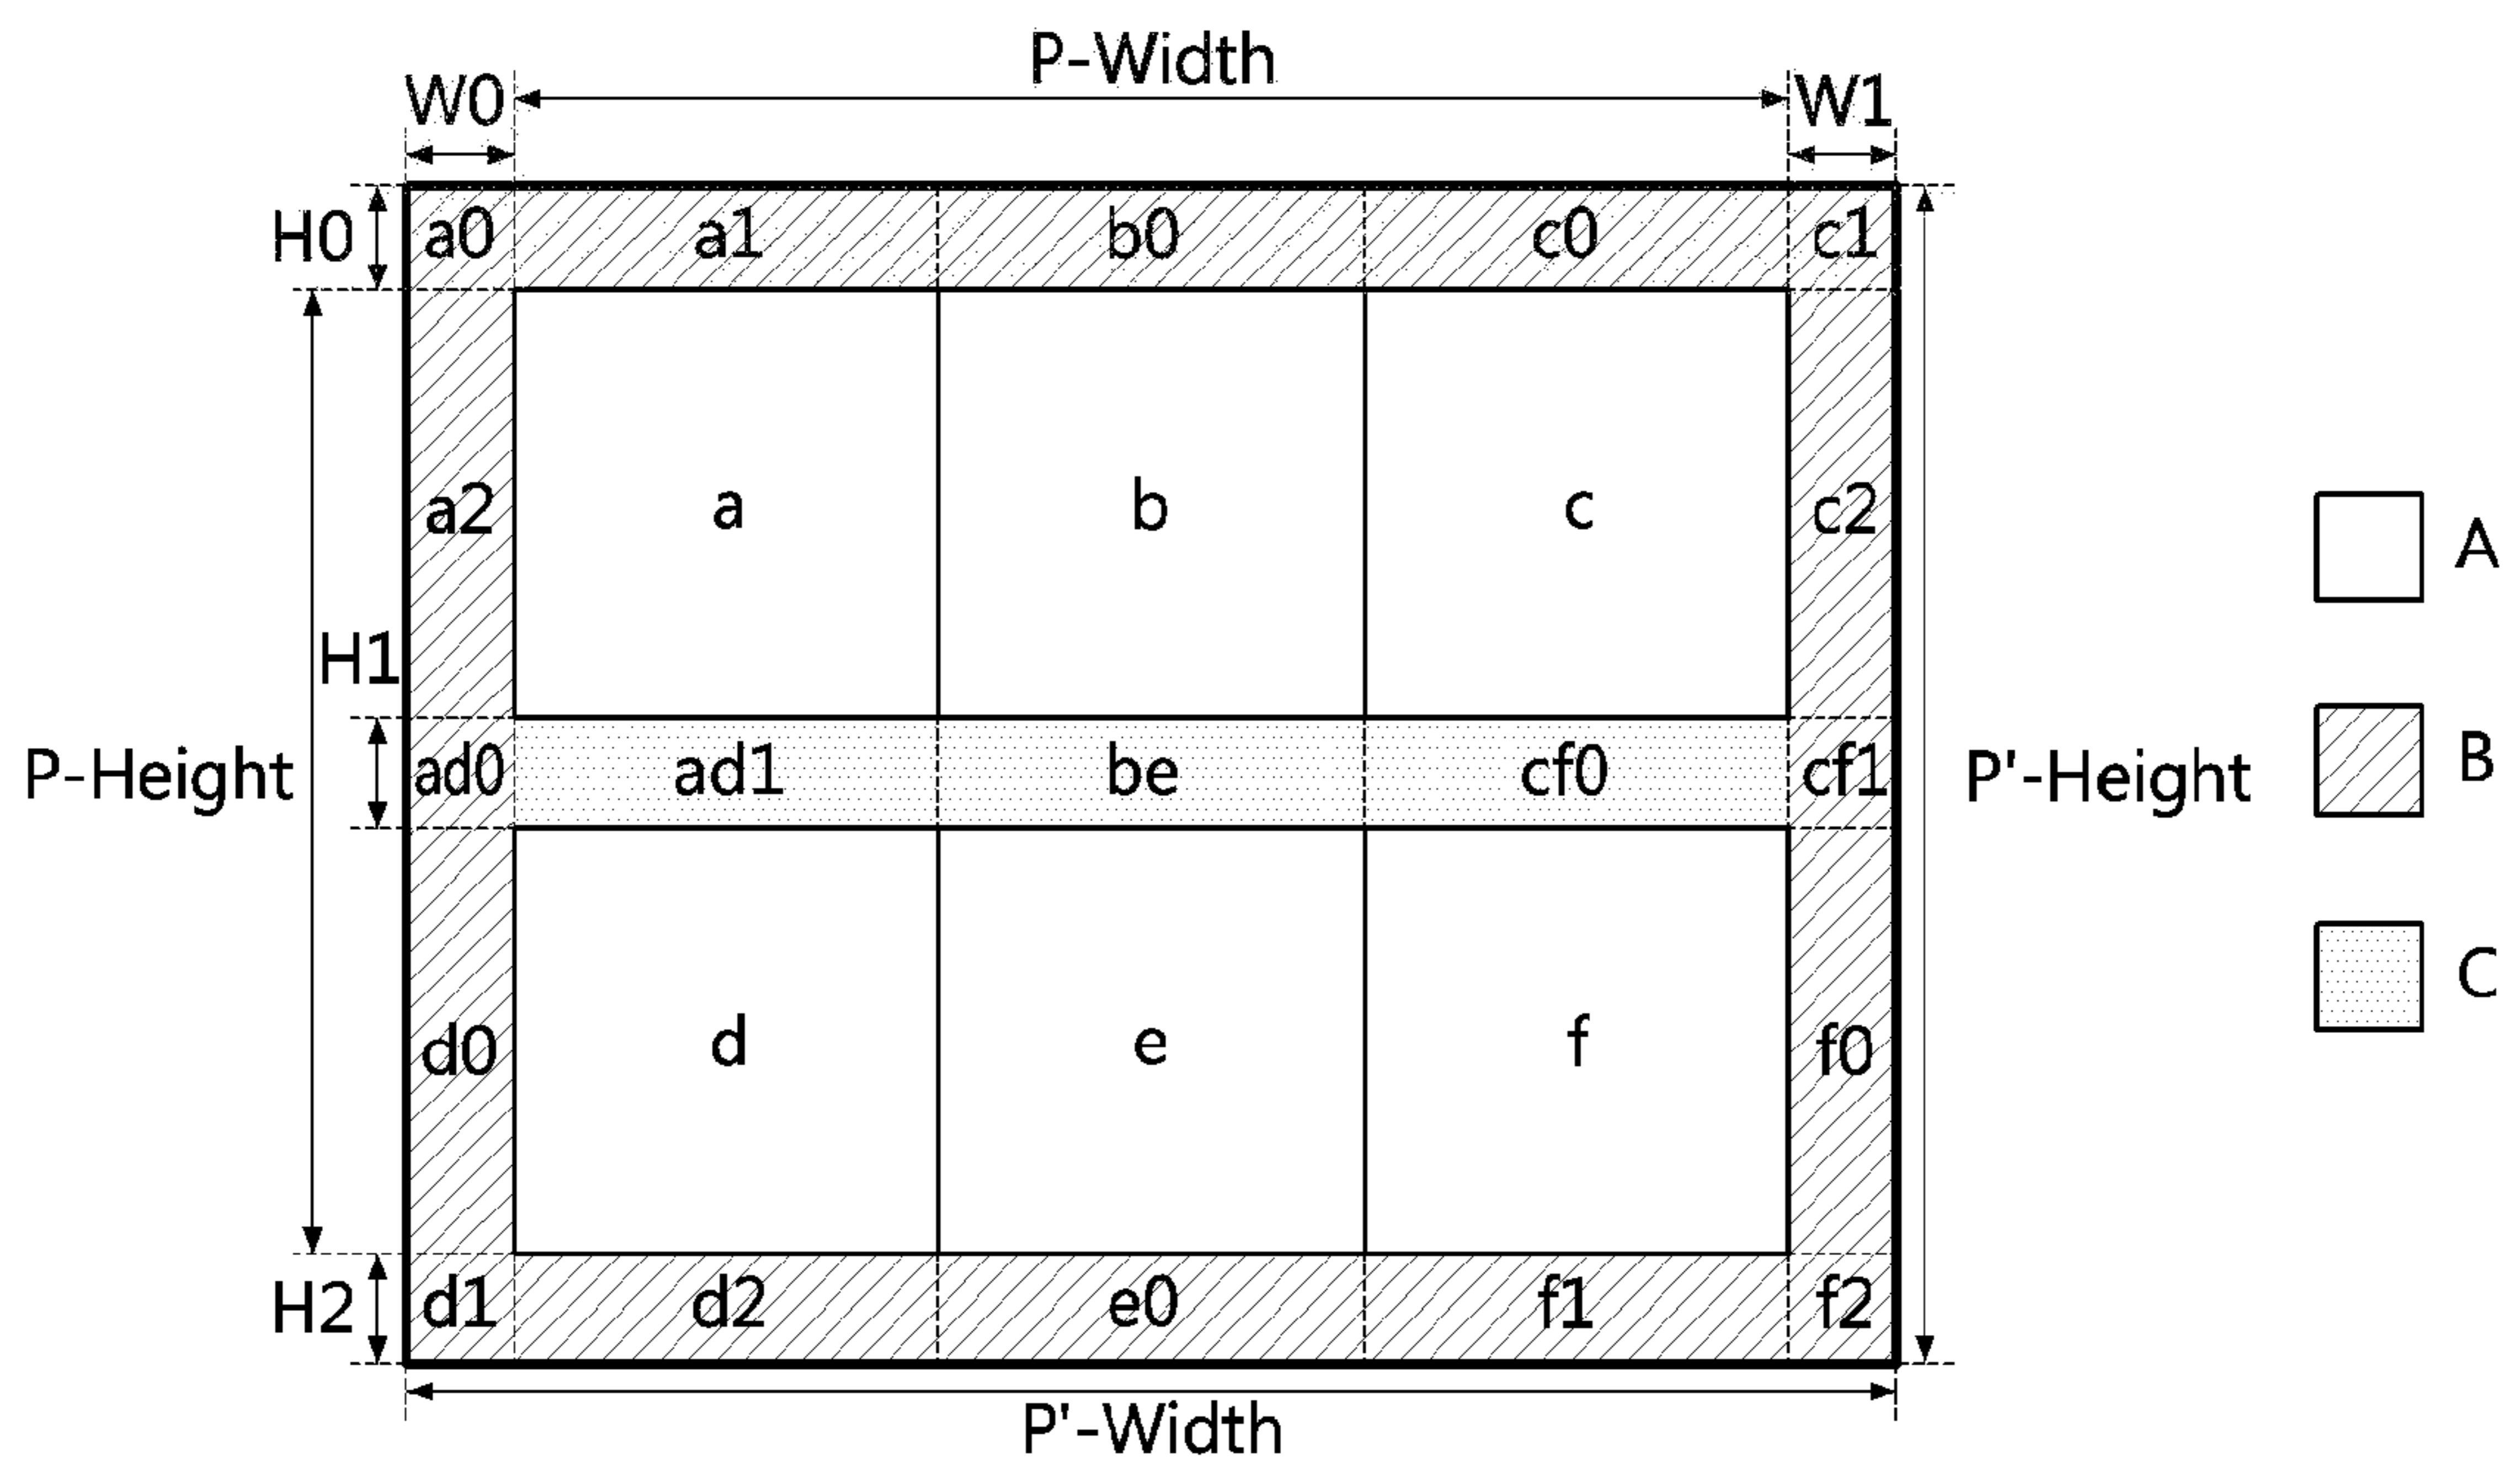 P-Width
W0
W1
H0
a0
a1
b0
c0
c1
a2
a
b
c
c2
A
H1
P-Height
ad0
ad1
be
cf0
cf1
P'-Height
B
C
d0
d
e
f
f0
H2
d1
d2
e0
f1
f2
P'-Width